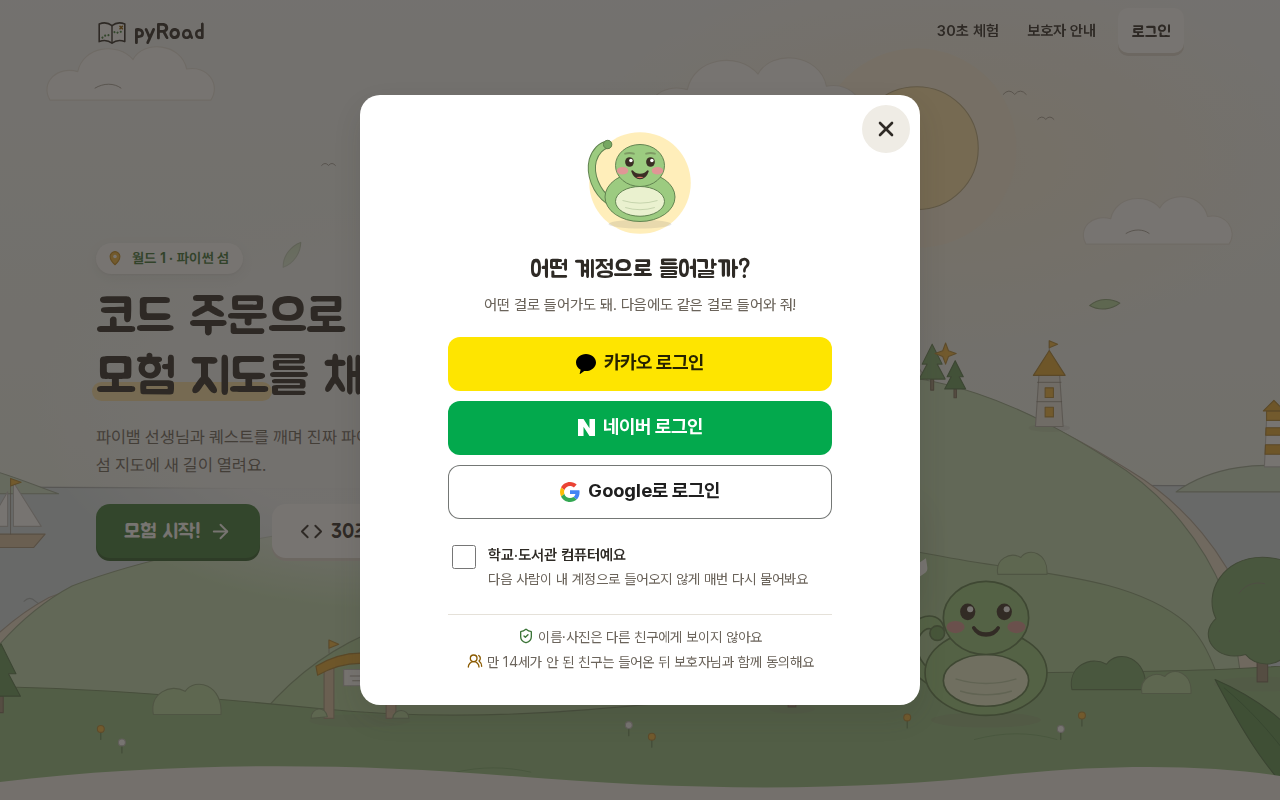 pyRoad
30초 체험
보호자 안내
로그인
월드 1 · 파이썬 섬
코드 주문으로
모험 지도를 채
파이뱀 선생님과 퀘스트를 깨며 진짜
섬 지도에 새 길이 열려요.
모험 시작!
어떤 계정으로 들어갈까?
어떤 걸로 들어가도 돼. 다음에도 같은 걸로 들어와 줘!
카카오 로그인
네이버 로그인
Google로 로그인
학교·도서관 컴퓨터예요
다음 사람이 내 계정으로 들어오지 않게 매번 다시 물어봐요
이름·사진은 다른 친구에게 보이지 않아요
만 14세가 안 된 친구는 들어온 뒤 보호자님과 함께 동의해요